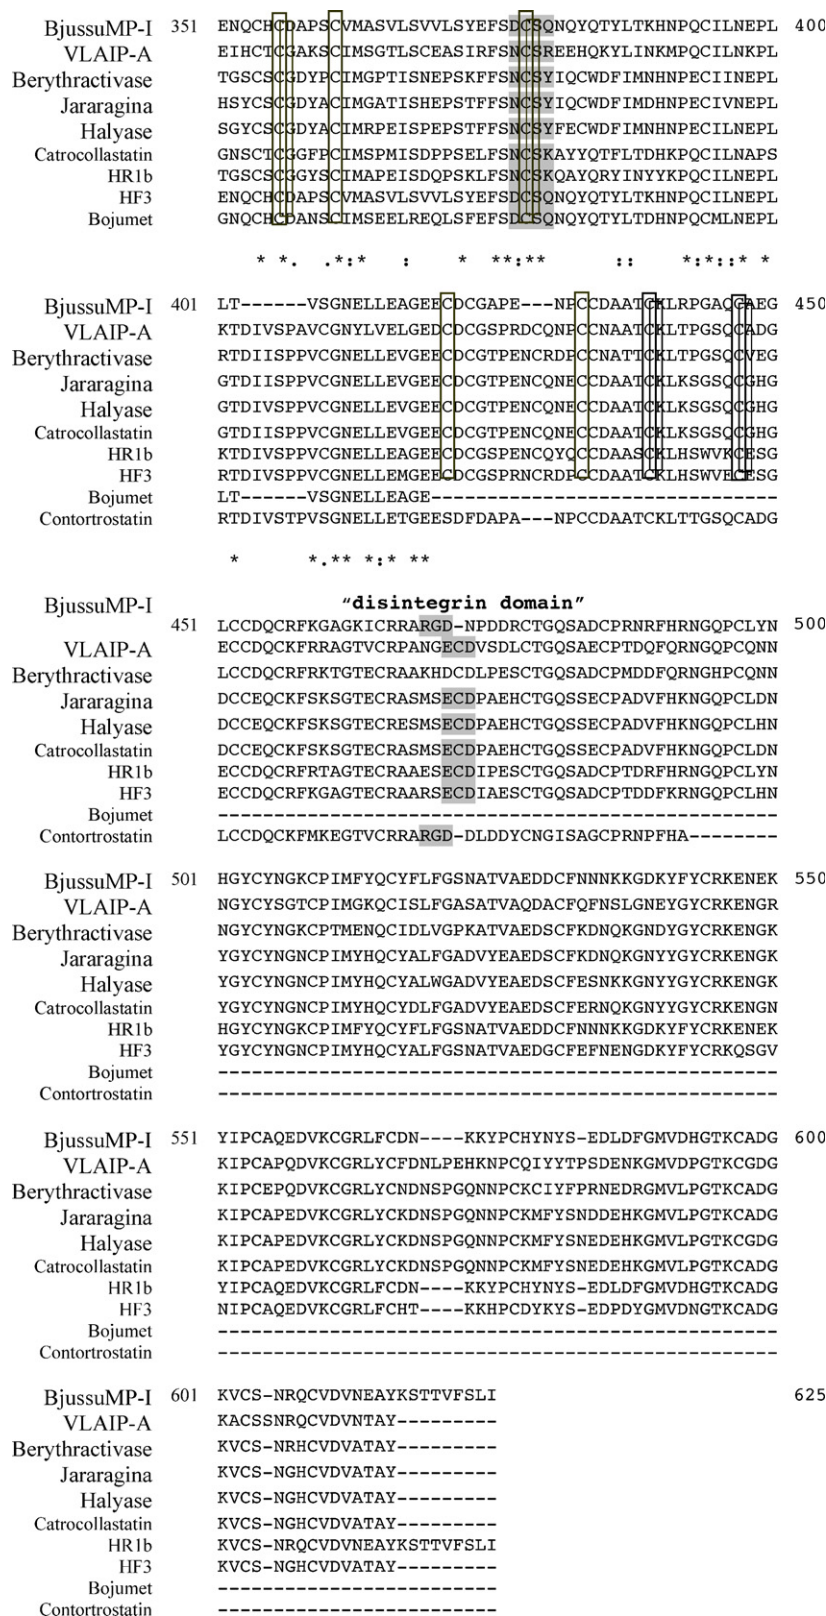 BjussuMP-I 351 ENQCHCDAPSCVMASVLSVVLSYEFSDCSQNQYQTYLTKHNPQCILNEPL 400
VLAIP-A EIHCTCGAKSCIMSGTLSCEASIRFSNCSREEHQKYLINKMPQCILNKPL
Berythractivase TGSCSCGDYPCIMGPTISNEPSKFFSNCSYIQCWDFIMNHNPECIINEPL
Jararagina HSYCSCGDYACIMGATISHEPSTFFSNCSYIQCWDFIMDHNPECIVNEPL
Halyase SGYCSCGDYACIMRPEISPEPSTFFSNCSYFECWDFIMNHNPECILNEPL
Catrocollastatin GNSCTCGGFPCIMSPMISDPPSELFSNCSKAYYQTFLTDHKPQCILNAPS
HR1b TGSCSCGGYSCIMAPEISDQPSKLFSNCSKQAYQRYINYYKPQCILNEPL
HF3 ENQCHCDAPSCVMASVLSVVLSYEFSDCSQNQYQTYLTKHNPQCILNEPL
Bojumet GNQCHCDANSCIMSEELREQLSFEFSDCSQNQYQTYLTDHNPQCMLNEPL
* *. .*:* : * **:** :: *:*:: * *
BjussuMP-I 401 LT------VSGNELLEAGEECDCGAPE---NPCCDAATCKLRPGAQCAEG 450
VLAIP-A KTDIVSPAVCGNYLVELGEDCDCGSPRDCQNPCCDAATCKLTPGSQCADG
Berythractivase RTDIISPPVCGNELLEVGEECDCGTPENCRDPCCNATTCKLTPGSQCVEG
Jararagina GTDIISPPVCGNELLEVGEECDCGTPENCQNECCDAATCKLKSGSQCGHG
Halyase GTDIVSPPVCGNELLEVGEECDCGTPENCQNECCDAATCKLKSGSQCGHG
Catrocollastatin GTDIISPPVCGNELLEVGEECDCGTPENCQNECCDAATCKLKSGSQCGHG
HR1b KTDIVSPPVCGNELLEAGEECDCGSPENCQYQCCDAASCKLHSWVKCESG
HF3 RTDIVSPPVCGNELLEMGEECDCGSPRNCRDPCCDAATCKLHSWVECESG
Bojumet LT------VSGNELLEAGE-------------------------------
Contortrostatin RTDIVSTPVSGNELLETGEESDFDAPA---NPCCDAATCKLTTGSQCADG
* *.** *:* **
BjussuMP-I "disintegrin domain"
451 LCCDQCRFKGAGKICRRARGD-NPDDRCTGQSADCPRNRFHRNGQPCLYN 500
VLAIP-A ECCDQCRFRRAGTVCRPANGECDVSDLCTGQSAECPTDQFQRNGQPCQNN
Berythractivase LCCDQCRFRKTGTECRAAKHDCDLPESCTGQSADCPMDDFQRNGHPCQNN
Jararagina DCCEQCKFSKSGTECRASMSECDPAEHCTGQSSECPADVFHKNGQPCLDN
Halyase DCCEQCKFSKSGTECRESMSECDPAEHCTGQSSECPADVFHKNGQPCLHN
Catrocollastatin DCCEQCKFSKSGTECRASMSECDPAEHCTGQSSECPADVFHKNGQPCLDN
HR1b ECCDQCRFRTAGTECRAAESECDIPESCTGQSADCPTDRFHRNGQPCLYN
HF3 ECCDQCRFKGAGTECRAARSECDIAESCTGQSADCPTDDFKRNGQPCLHN
Bojumet --------------------------------------------------
Contortrostatin LCCDQCKFMKEGTVCRRARGD-DLDDYCNGISAGCPRNPFHA--------
BjussuMP-I 501 HGYCYNGKCPIMFYQCYFLFGSNATVAEDDCFNNNKKGDKYFYCRKENEK 550
VLAIP-A NGYCYSGTCPIMGKQCISLFGASATVAQDACFQFNSLGNEYGYCRKENGR
Berythractivase NGYCYNGKCPTMENQCIDLVGPKATVAEDSCFKDNQKGNDYGYCRKENGK
Jararagina YGYCYNGNCPIMYHQCYALFGADVYEAEDSCFKDNQKGNYYGYCRKENGK
Halyase YGYCYNGNCPIMYHQCYALWGADVYEAEDSCFESNKKGNYYGYCRKENGK
Catrocollastatin YGYCYNGNCPIMYHQCYDLFGADVYEAEDSCFERNQKGNYYGYCRKENGN
HR1b HGYCYNGKCPIMFYQCYFLFGSNATVAEDDCFNNNKKGDKYFYCRKENEK
HF3 YGYCYNGNCPIMYHQCYALFGSNATVAEDGCFEFNENGDKYFYCRKQSGV
Bojumet --------------------------------------------------
Contortrostatin --------------------------------------------------
BjussuMP-I 551 YIPCAQEDVKCGRLFCDN----KKYPCHYNYS-EDLDFGMVDHGTKCADG 600
VLAIP-A KIPCAPQDVKCGRLYCFDNLPEHKNPCQIYYTPSDENKGMVDPGTKCGDG
Berythractivase KIPCEPQDVKCGRLYCNDNSPGQNNPCKCIYFPRNEDRGMVLPGTKCADG
Jararagina KIPCAPEDVKCGRLYCKDNSPGQNNPCKMFYSNDDEHKGMVLPGTKCADG
Halyase KIPCAPEDVKCGRLYCKDNSPGQNNPCKMFYSNEDEHKGMVLPGTKCGDG
Catrocollastatin KIPCAPEDVKCGRLYCKDNSPGQNNPCKMFYSNEDEHKGMVLPGTKCADG
HR1b YIPCAQEDVKCGRLFCDN----KKYPCHYNYS-EDLDFGMVDHGTKCADG
HF3 NIPCAQEDVKCGRLFCHT----KKHPCDYKYS-EDPDYGMVDNGTKCADG
Bojumet --------------------------------------------------
Contortrostatin --------------------------------------------------
BjussuMP-I 601 KVCS-NRQCVDVNEAYKSTTVFSLI 625
VLAIP-A KACSSNRQCVDVNTAY---------
Berythractivase KVCS-NRHCVDVATAY---------
Jararagina KVCS-NGHCVDVATAY---------
Halyase KVCS-NGHCVDVATAY---------
Catrocollastatin KVCS-NGHCVDVATAY---------
HR1b KVCS-NRQCVDVNEAYKSTTVFSLI
HF3 KVCS-NGHCVDVATAY---------
Bojumet -------------------------
Contortrostatin -------------------------